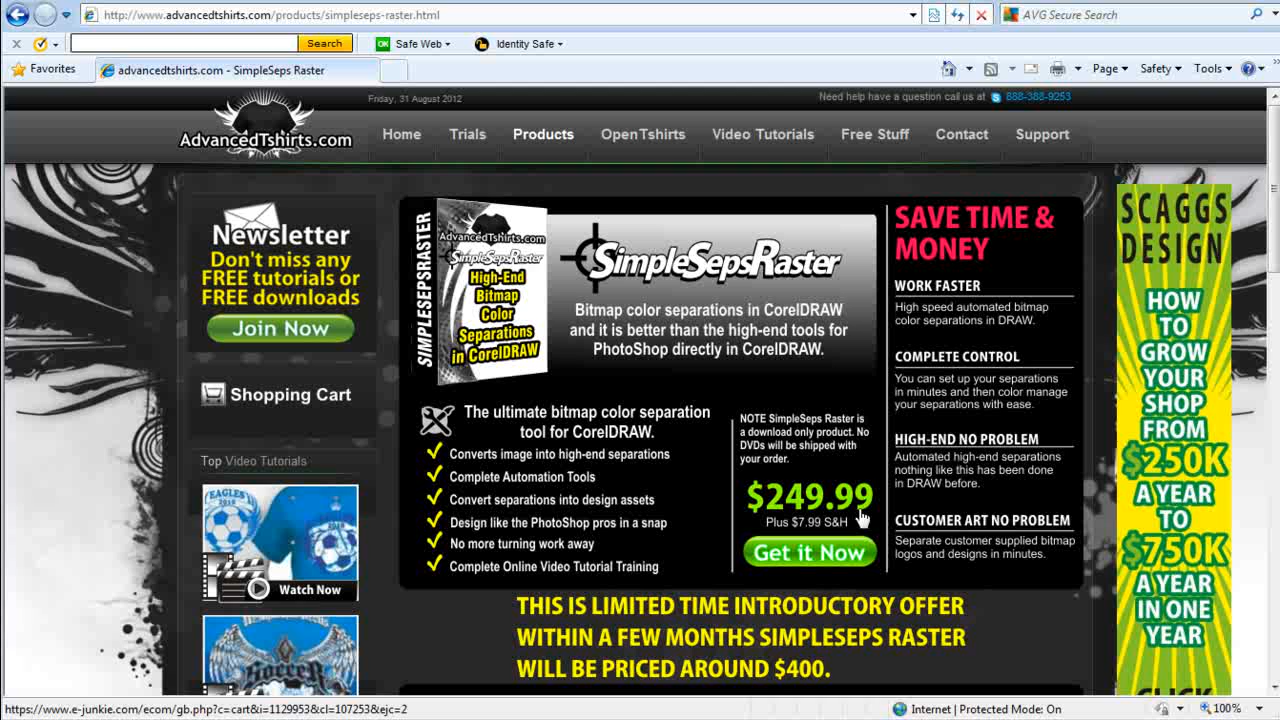 http://www.advancedtshirts.com/products/simpleseps-raster.html
AVG Secure Search
Search
OK
Safe Web
Identity Safe
Favorites
advancedtshirts.com - SimpleSeps Raster
Page
Safety
Tools
Friday, 31 August 2012
Need help have a question call us at
888-388-9253
AdvancedTshirts.com
Home
Trials
Products
OpenTshirts
Video Tutorials
Free Stuff
Contact
Support
Newsletter
Don't miss any
FREE tutorials or
FREE downloads
Join Now
Shopping Cart
Top Video Tutorials
EAGLES
2010
Watch Now
SOCCER
SIMPLESEPSRASTER
AdvancedTshirts.com
SimpleSepsRaster
High-End
Bitmap
Color
Separations
in CorelDRAW
SimpleSepsRaster
Bitmap color separations in CorelDRAW
and it is better than the high-end tools for
PhotoShop directly in CorelDRAW.
The ultimate bitmap color separation
tool for CorelDRAW.
Converts image into high-end separations
Complete Automation Tools
Convert separations into design assets
Design like the PhotoShop pros in a snap
No more turning work away
Complete Online Video Tutorial Training
NOTE SimpleSeps Raster is
a download only product. No
DVDs will be shipped with
your order.
$249.99
Plus $7.99 S&H
Get it Now
SAVE TIME &
MONEY
WORK FASTER
High speed automated bitmap
color separations in DRAW.
COMPLETE CONTROL
You can set up your separations
in minutes and then color manage
your separations with ease.
HIGH-END NO PROBLEM
Automated high-end separations
nothing like this has been done
in DRAW before.
CUSTOMER ART NO PROBLEM
Separate customer supplied bitmap
logos and designs in minutes.
THIS IS LIMITED TIME INTRODUCTORY OFFER
WITHIN A FEW MONTHS SIMPLESEPS RASTER
WILL BE PRICED AROUND $400.
SCAGGS
DESIGN
HOW
TO
GROW
YOUR
SHOP
FROM
$250K
A YEAR
TO
$750K
A YEAR
IN ONE
YEAR
CLICK
https://www.e-junkie.com/ecom/gb.php?c=cart&i=1129953&cl=107253&ejc=2
Internet | Protected Mode: On
100%